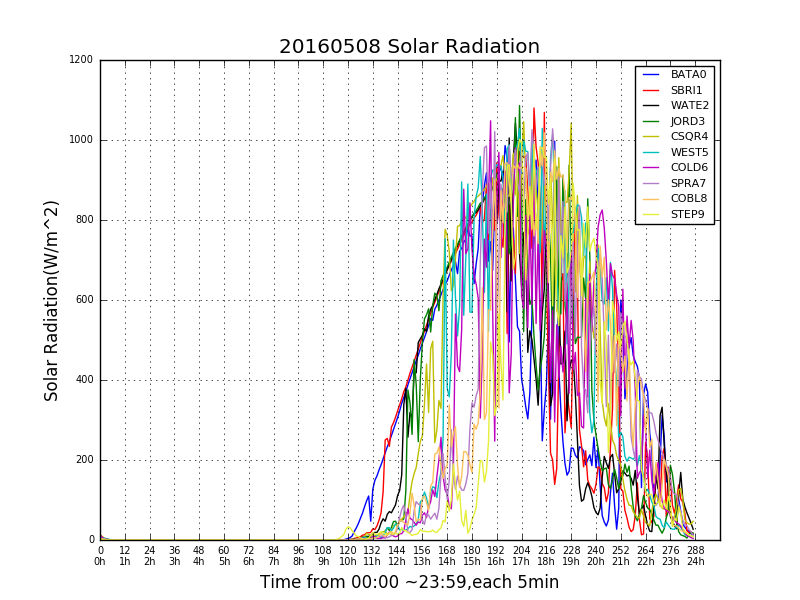 20160508 Solar Radiation
1200
1000
800
600
400
200
0
Solar Radiation(W/m^2)
BATA0
SBRI1
WATE2
JORD3
CSQR4
WEST5
COLD6
SPRA7
COBL8
STEP9
0 12 24 36 48 60 72 84 96 108 120 132 144 156 168 180 192 204 216 228 240 252 264 276 288
0h 1h 2h 3h 4h 5h 6h 7h 8h 9h 10h 11h 12h 13h 14h 15h 16h 17h 18h 19h 20h 21h 22h 23h 24h
Time from 00:00 ~23:59,each 5min